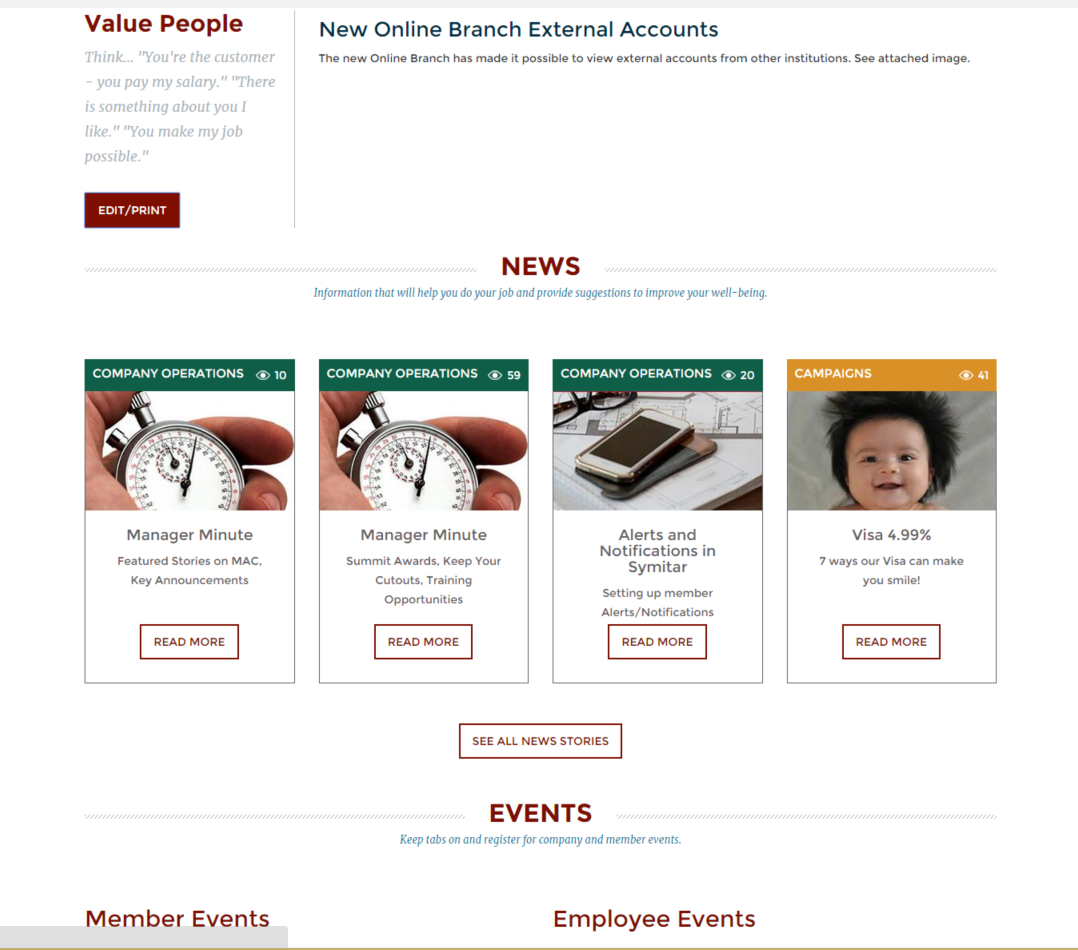 Value People
Think... "You're the customer
– you pay my salary." "There
is something about you I
like." "You make my job
possible."
EDIT/PRINT
New Online Branch External Accounts
The new Online Branch has made it possible to view external accounts from other institutions. See attached image.
NEWS
Information that will help you do your job and provide suggestions to improve your well-being.
COMPANY OPERATIONS 10
Manager Minute
Featured Stories on MAC,
Key Announcements
READ MORE
COMPANY OPERATIONS 59
Manager Minute
Summit Awards, Keep Your
Cutouts, Training
Opportunities
READ MORE
COMPANY OPERATIONS 20
Alerts and
Notifications in
Symitar
Setting up member
Alerts/Notifications
READ MORE
CAMPAIGNS 41
Visa 4.99%
7 ways our Visa can make
you smile!
READ MORE
SEE ALL NEWS STORIES
EVENTS
Keep tabs on and register for company and member events.
Member Events
Employee Events